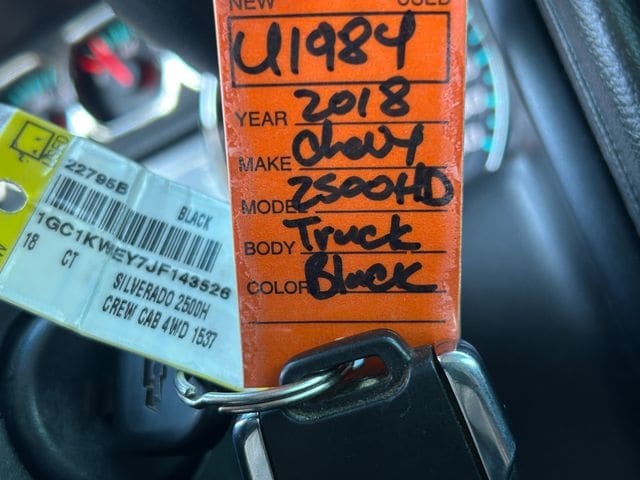 NEW USED
U1984
YEAR 2018
MAKE Chevy
MODEL 2500HD
BODY Truck
COLOR Black
22795B
BLACK
1GC1KWEY7JF143526
18 CT
SILVERADO 2500H
CREW CAB 4WD 1537